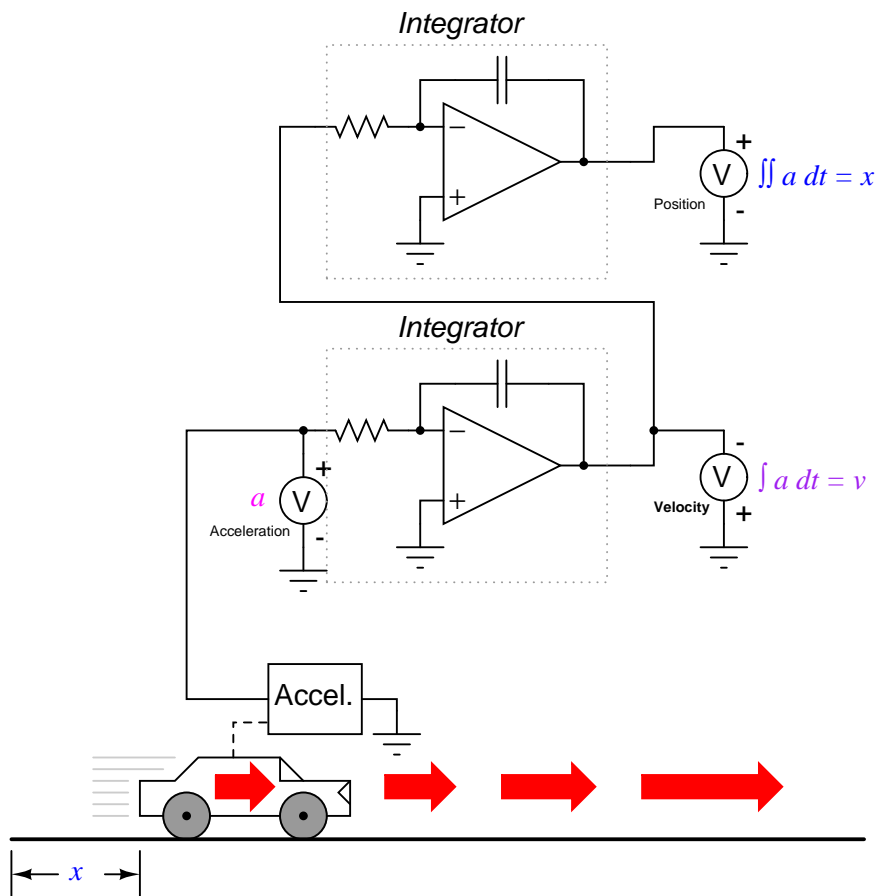 Integrator
−
+
+
V
-
∫∫ a dt = x
Position
Integrator
−
+
-
V
+
∫ a dt = v
Velocity
a
+
V
-
Acceleration
Accel.
x